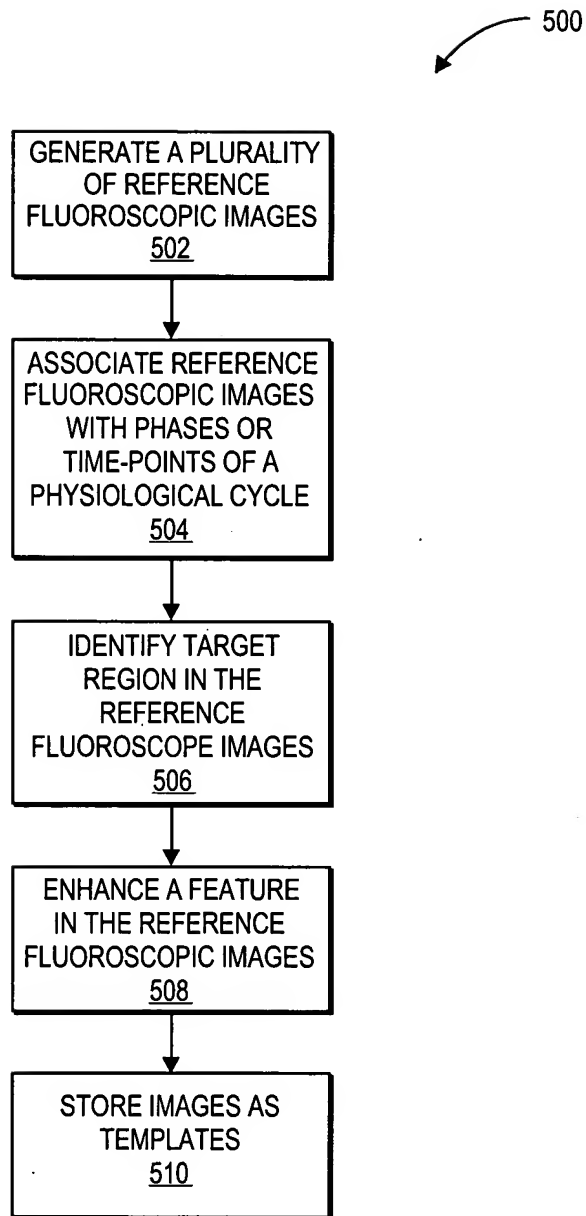 500
GENERATE A PLURALITY
OF REFERENCE
FLUOROSCOPIC IMAGES
502
ASSOCIATE REFERENCE
FLUOROSCOPIC IMAGES
WITH PHASES OR
TIME-POINTS OF A
PHYSIOLOGICAL CYCLE
504
IDENTIFY TARGET
REGION IN THE
REFERENCE
FLUOROSCOPE IMAGES
506
ENHANCE A FEATURE
IN THE REFERENCE
FLUOROSCOPIC IMAGES
508
STORE IMAGES AS
TEMPLATES
510